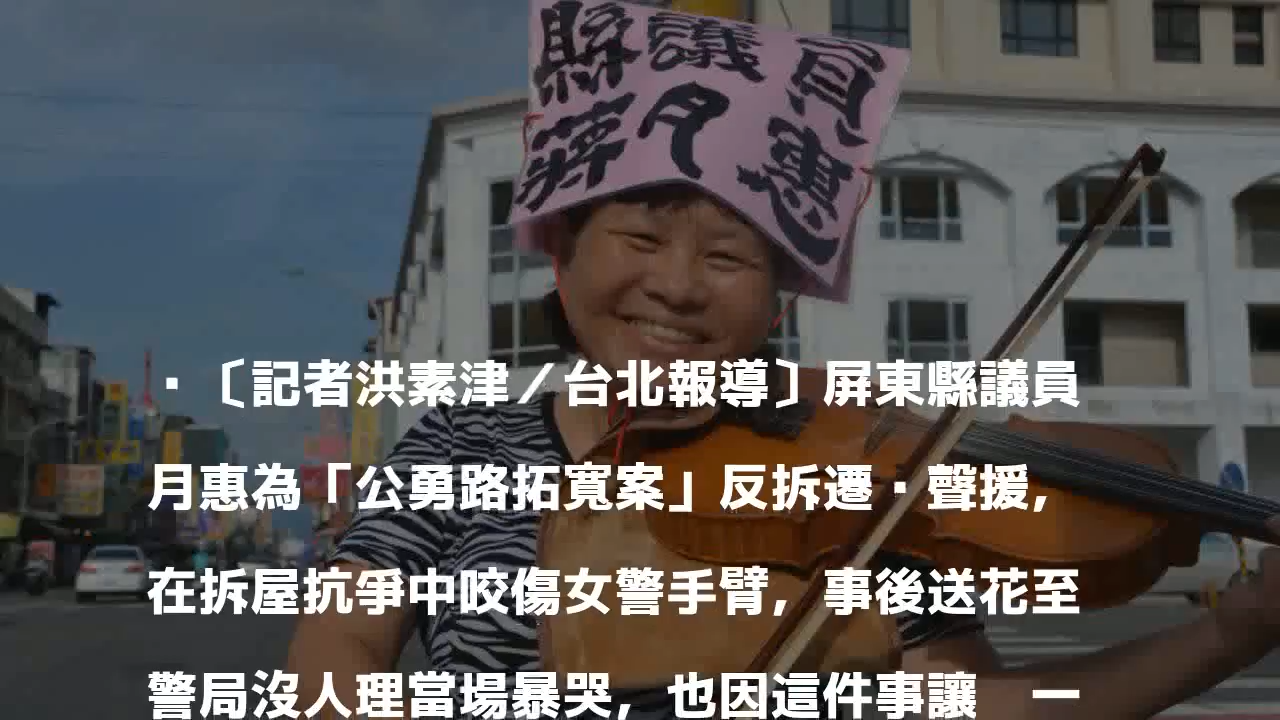 縣議員
蔣月惠
▪〔記者洪素津／台北報導〕屏東縣議員
月惠為「公勇路拓寬案」反拆遷▪聲援，
在拆屋抗爭中咬傷女警手臂，事後送花至
警局沒人理當場暴哭，也因這件事讓　一